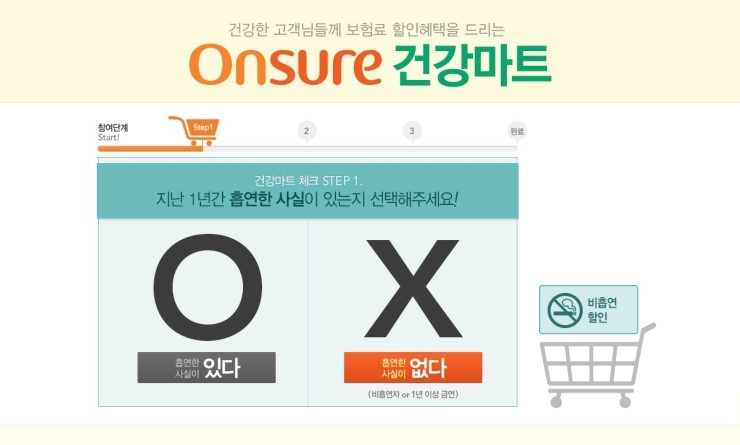 건강한 고객님들께 보험료 할인혜택을 드리는
Onsure 건강마트
참여단계
Start!
Step1
2
3
완료
건강마트 체크 STEP 1.
지난 1년간 흡연한 사실이 있는지 선택해주세요!
O
X
흡연한
사실이 있다
흡연한
사실이 없다
(비흡연자 or 1년 이상 금연)
비흡연
할인